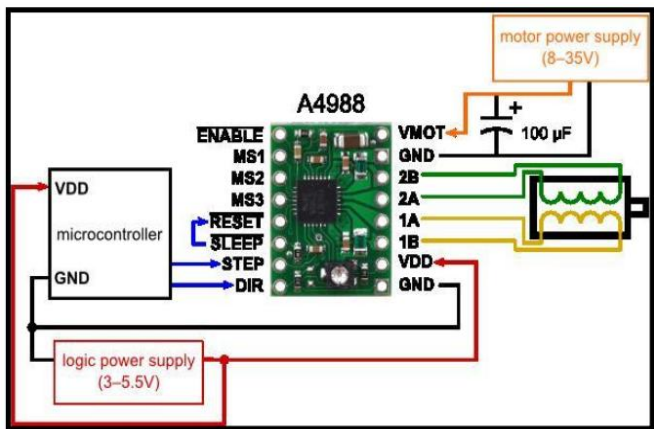 motor power supply
(8–35V)
A4988
ENABLE
VMOT
+
100 µF
MS1
GND
MS2
2B
VDD
MS3
2A
microcontroller
RESET
1A
SLEEP
1B
GND
STEP
VDD
DIR
GND
logic power supply
(3–5.5V)